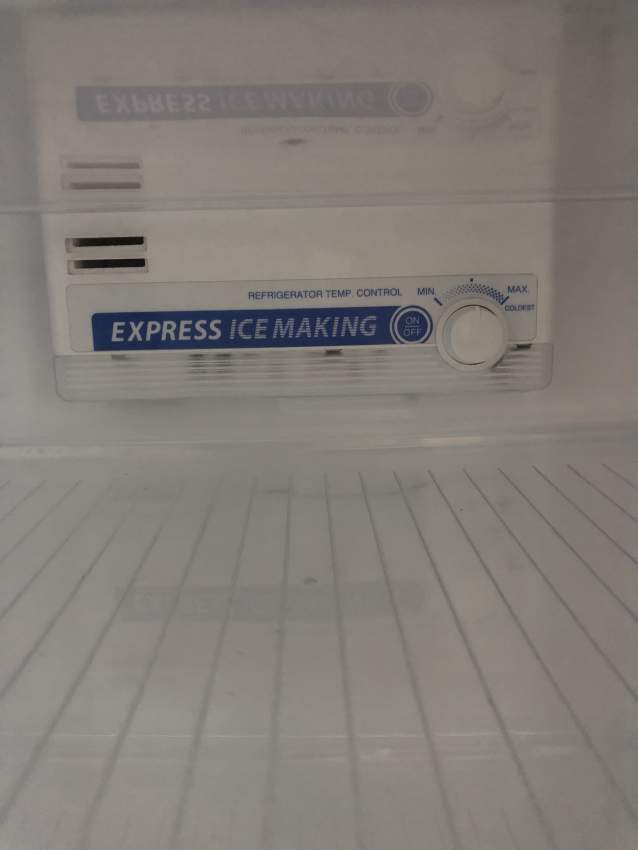 REFRIGERATOR TEMP. CONTROL MIN. MAX.
COLDEST
EXPRESS ICE MAKING ON
OFF